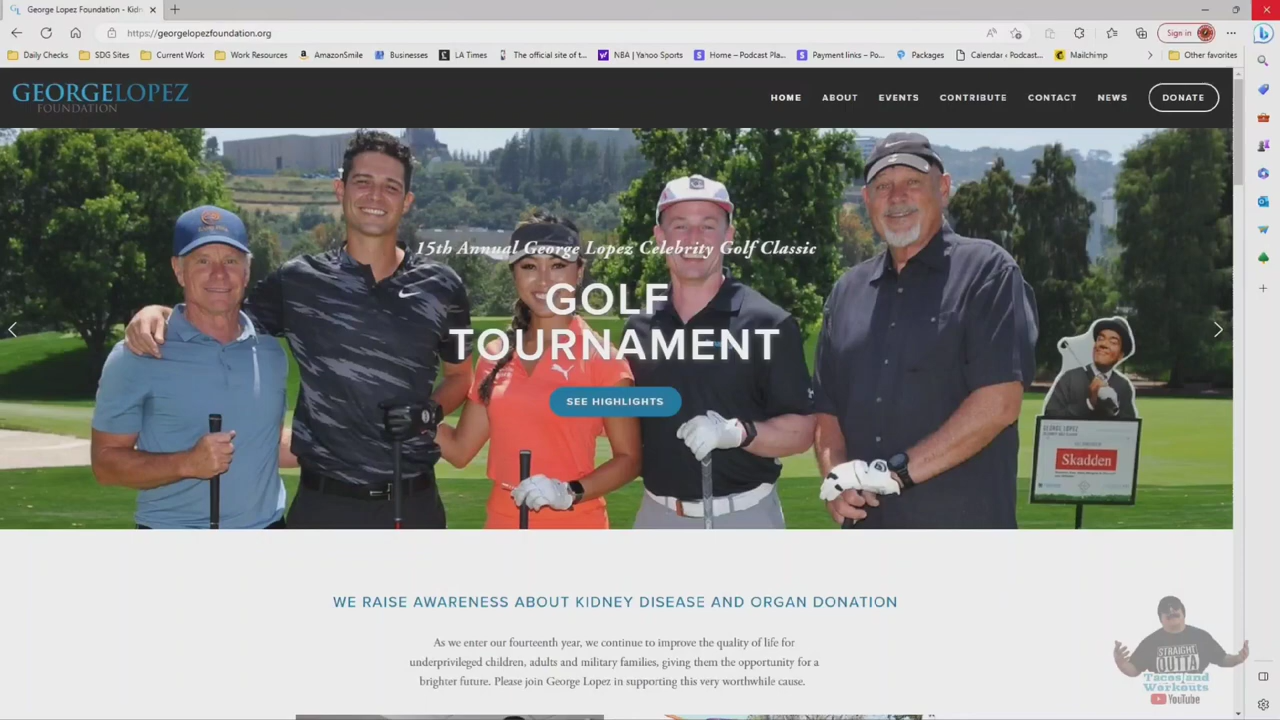 George Lopez Foundation - Kidn
https://georgelopezfoundation.org
Sign in
Daily Checks
SDG Sites
Current Work
Work Resources
AmazonSmile
Businesses
LA Times
The official site of t...
NBA | Yahoo Sports
Home – Podcast Pla...
Payment links – Po...
Packages
Calendar ‹ Podcast...
Mailchimp
Other favorites
GEORGELOPEZ
FOUNDATION
HOME
ABOUT
EVENTS
CONTRIBUTE
CONTACT
NEWS
DONATE
15th Annual George Lopez Celebrity Golf Classic
GOLF
TOURNAMENT
SEE HIGHLIGHTS
GEORGE LOPEZ
Skadden
WE RAISE AWARENESS ABOUT KIDNEY DISEASE AND ORGAN DONATION
As we enter our fourteenth year, we continue to improve the quality of life for
underprivileged children, adults and military families, giving them the opportunity for a
brighter future. Please join George Lopez in supporting this very worthwhile cause.
STRAIGHT
OUTTA
Tacos and
Workouts
YouTube